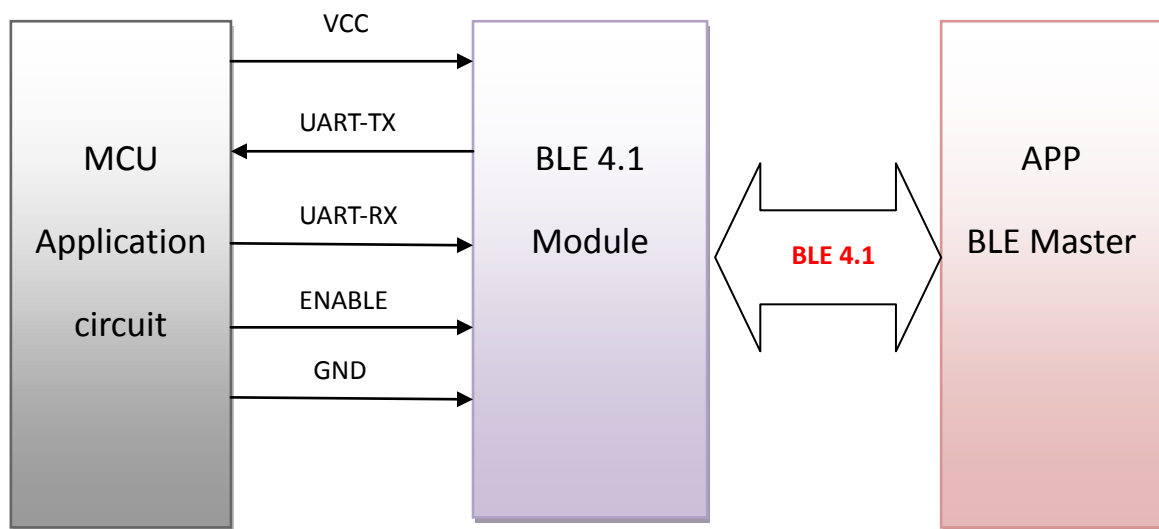 VCC
UART-TX
MCU
Application
circuit
UART-RX
ENABLE
GND
BLE 4.1
Module
BLE 4.1
APP
BLE Master